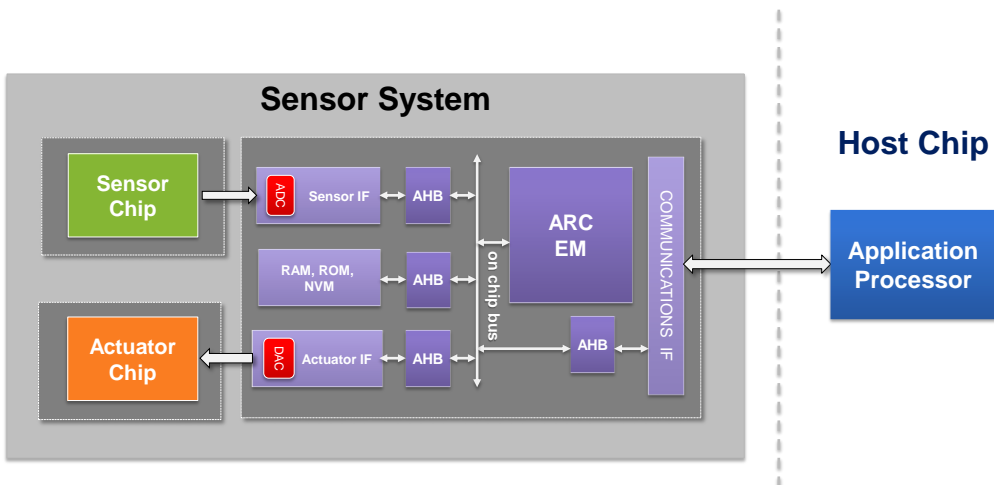 Sensor System
Host Chip
Sensor
Chip
ADC
Sensor IF
AHB
ARC
EM
COMMUNICATIONS IF
Application
Processor
RAM, ROM,
NVM
AHB
on chip bus
Actuator
Chip
DAC
Actuator IF
AHB
AHB